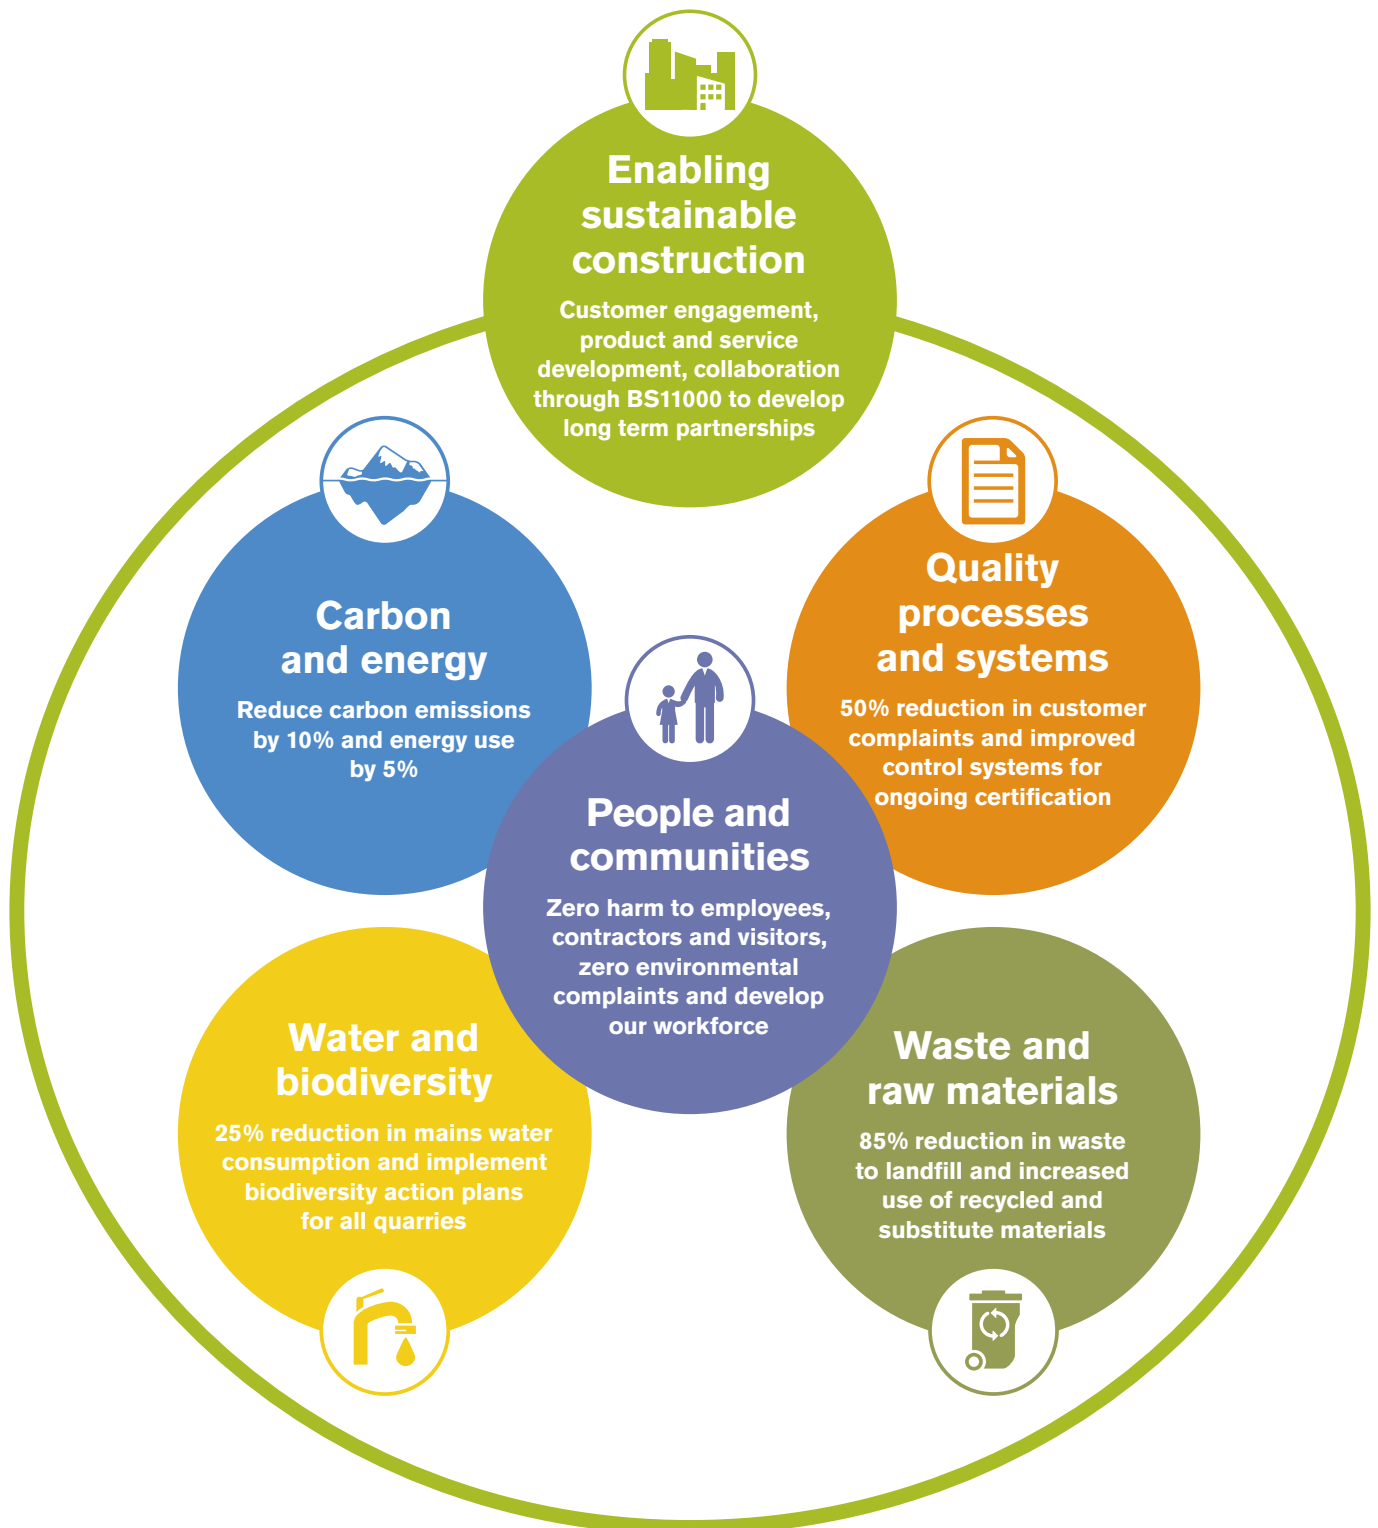 Enabling
sustainable
construction
Customer engagement,
product and service
development, collaboration
through BS11000 to develop
long term partnerships
Carbon
and energy
Reduce carbon emissions
by 10% and energy use
by 5%
Quality
processes
and systems
50% reduction in customer
complaints and improved
control systems for
ongoing certification
People and
communities
Zero harm to employees,
contractors and visitors,
zero environmental
complaints and develop
our workforce
Water and
biodiversity
25% reduction in mains water
consumption and implement
biodiversity action plans
for all quarries
Waste and
raw materials
85% reduction in waste
to landfill and increased
use of recycled and
substitute materials